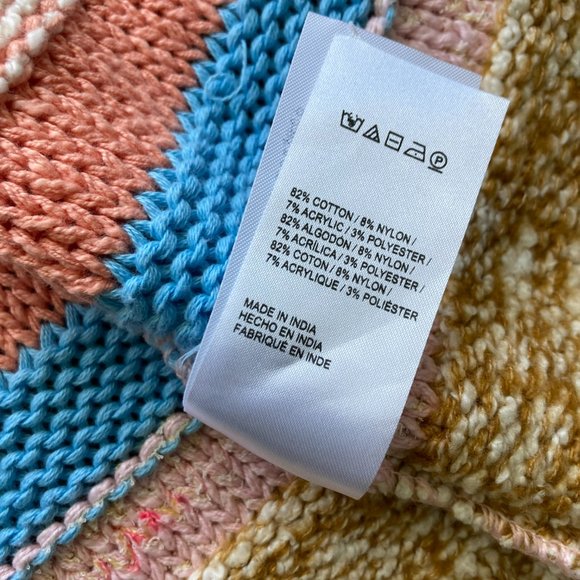 82% COTTON / 8% NYLON /
7% ACRYLIC / 3% POLYESTER /
82% ALGODON / 8% NYLON /
7% ACRÍLICA / 3% POLYESTER /
82% COTON / 8% NYLON /
7% ACRYLIQUE / 3% POLIÉSTER
MADE IN INDIA
HECHO EN INDIA
FABRIQUÉ EN INDE